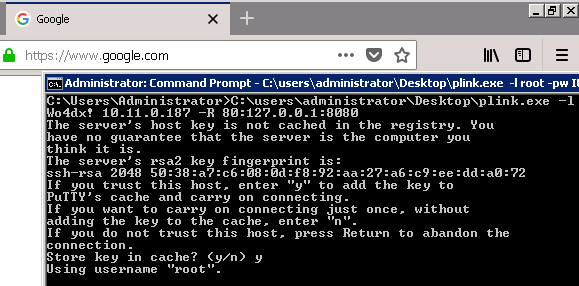 Google
https://www.google.com
Administrator: Command Prompt - C:\users\administrator\Desktop\plink.exe -l root -pw
C:\Users\Administrator>C:\users\administrator\Desktop\plink.exe -l
Wo4dx! 10.11.0.187 -R 80:127.0.0.1:8080
The server's host key is not cached in the registry. You
have no guarantee that the server is the computer you
think it is.
The server's rsa2 key fingerprint is:
ssh-rsa 2048 50:38:a7:c6:08:0d:f8:92:aa:27:a6:c9:ee:dd:a0:72
If you trust this host, enter "y" to add the key to
PuTTY's cache and carry on connecting.
If you want to carry on connecting just once, without
adding the key to the cache, enter "n".
If you do not trust this host, press Return to abandon the
connection.
Store key in cache? (y/n) y
Using username "root".